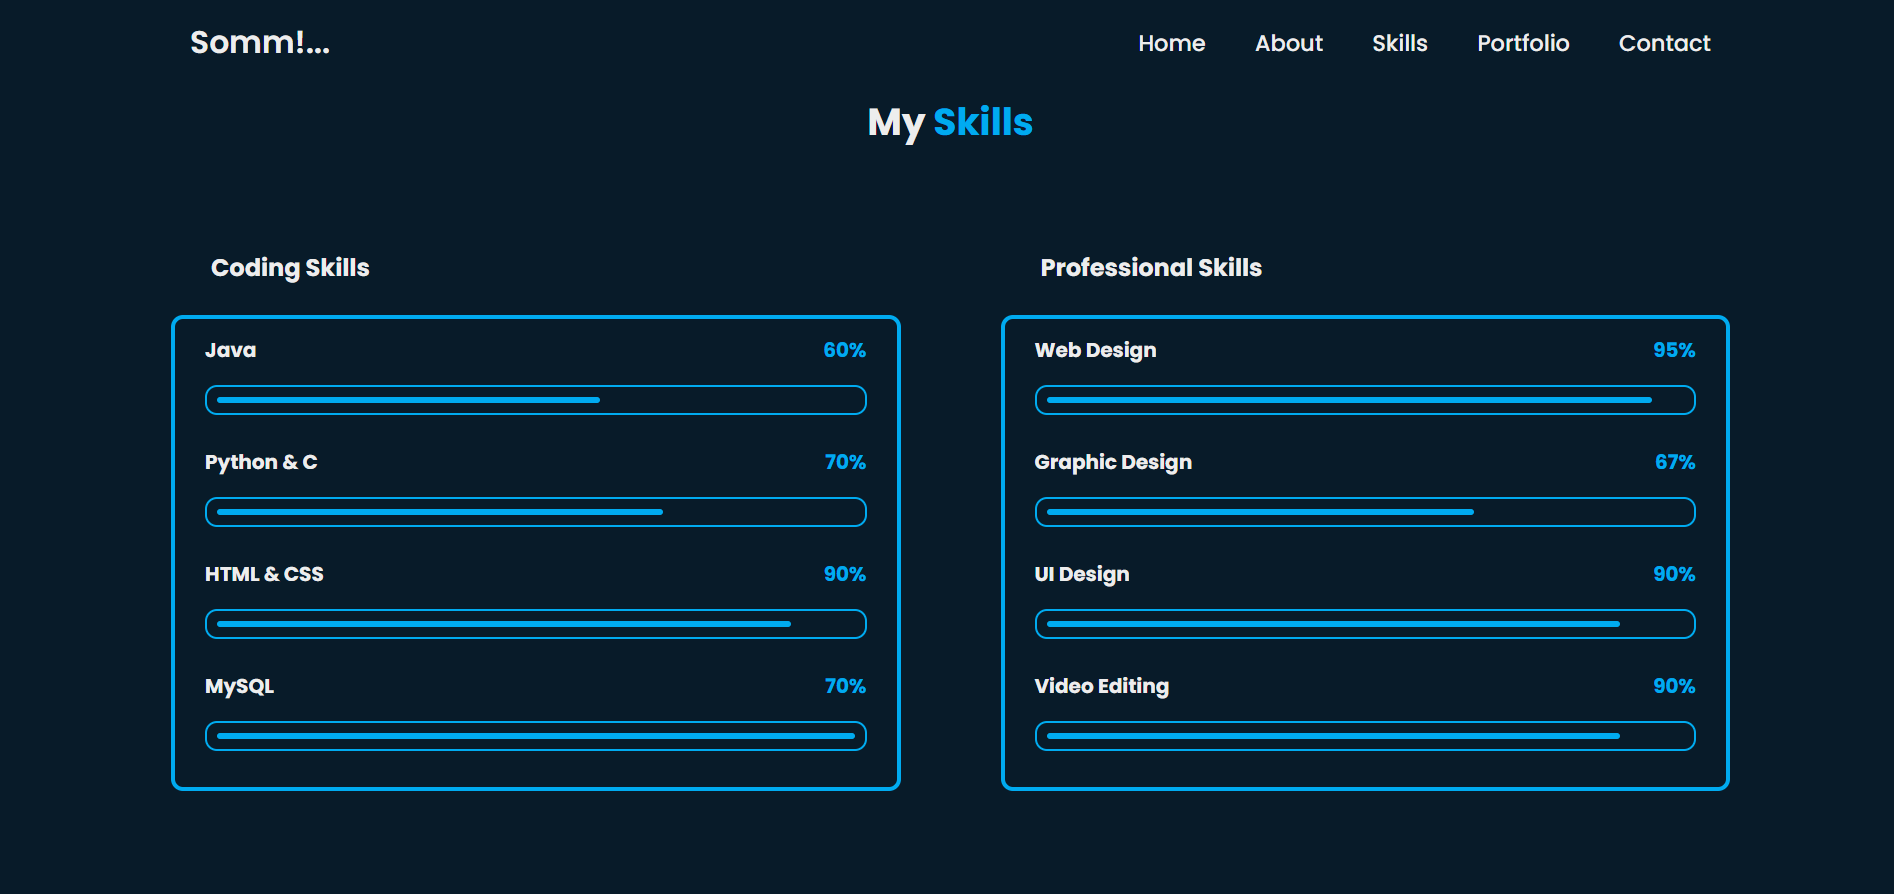 Somm!...
Home About Skills Portfolio Contact
My Skills
Coding Skills
Java 60%
Python & C 70%
HTML & CSS 90%
MySQL 70%
Professional Skills
Web Design 95%
Graphic Design 67%
UI Design 90%
Video Editing 90%